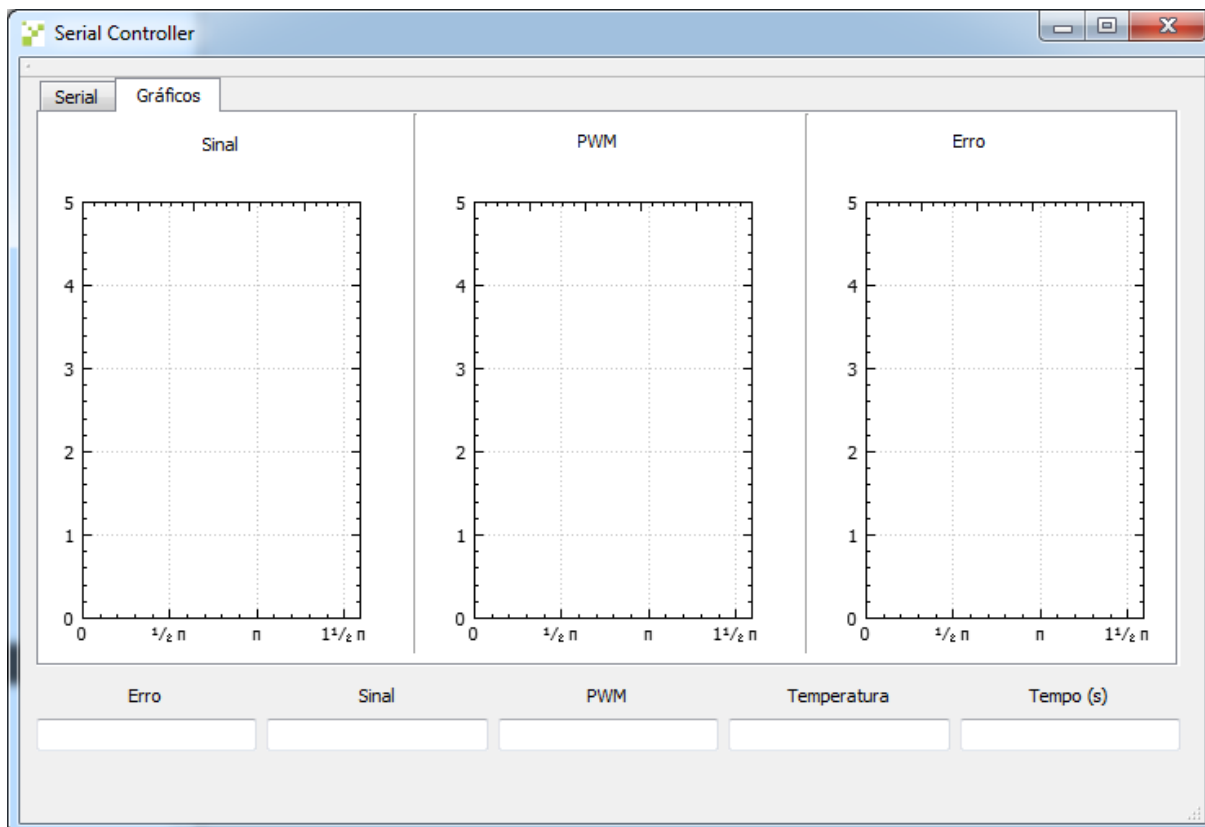 Serial Controller
Serial Gráficos
Sinal PWM Erro
5 5 5
4 4 4
3 3 3
2 2 2
1 1 1
0 0 0
0 ¹/₂ π π 1¹/₂ π 0 ¹/₂ π π 1¹/₂ π 0 ¹/₂ π π 1¹/₂ π
Erro Sinal PWM Temperatura Tempo (s)